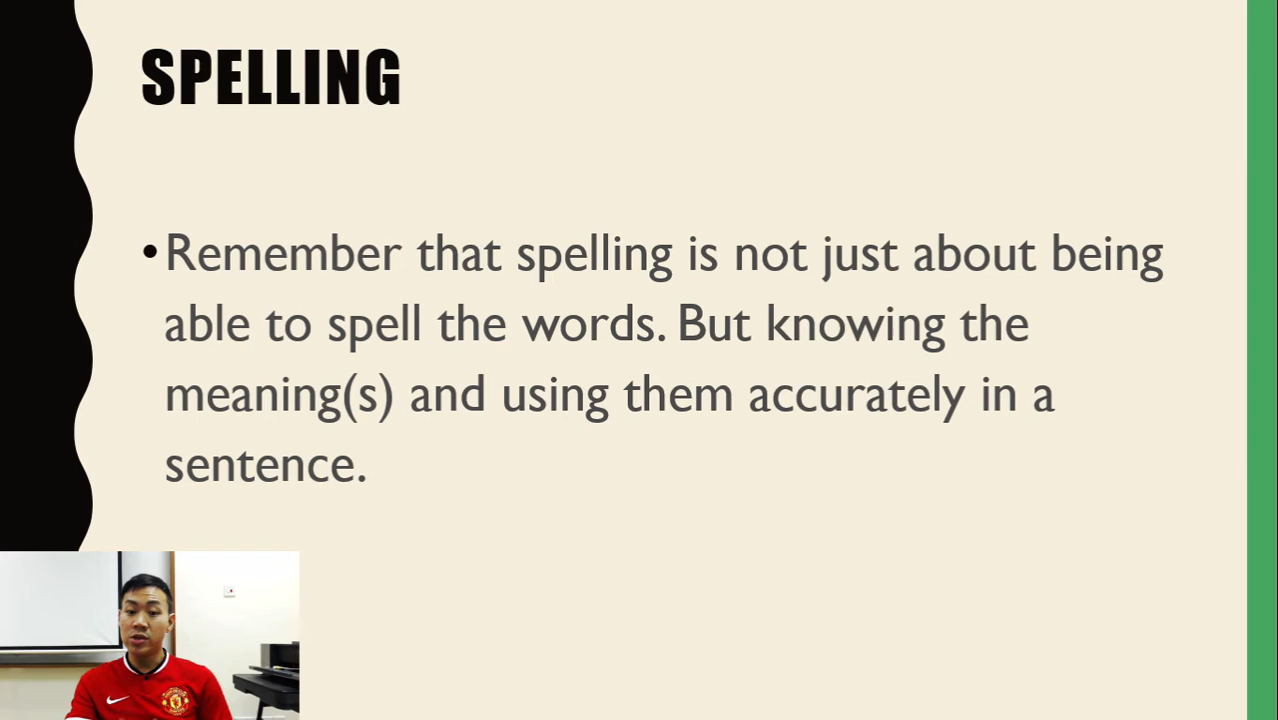 SPELLING
•Remember that spelling is not just about being
able to spell the words. But knowing the
meaning(s) and using them accurately in a
sentence.